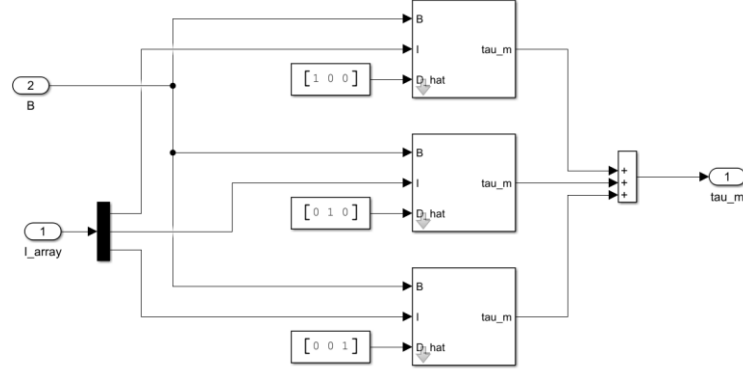 B
I
tau_m
[1 0 0]
D_hat
2
B
B
I
tau_m
[0 1 0]
D_hat
+
+
+
1
tau_m
1
I_array
B
I
tau_m
[0 0 1]
D_hat